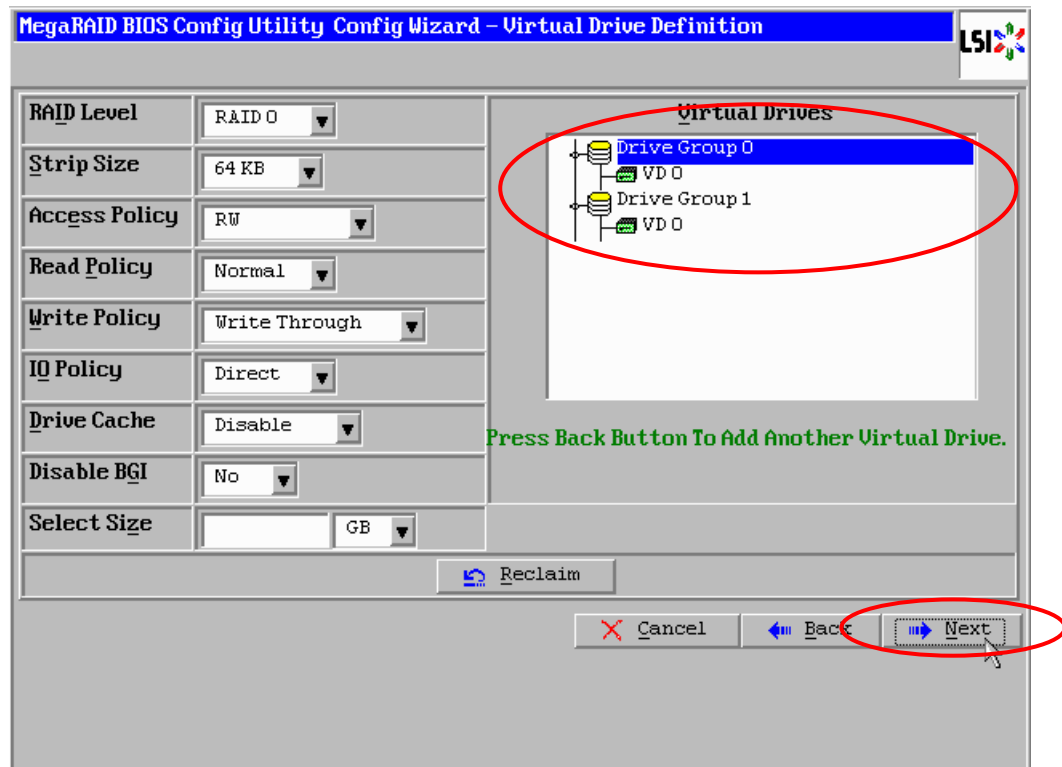 MegaRAID BIOS Config Utility Config Wizard – Virtual Drive Definition
LSI
RAID Level
RAID 0
Strip Size
64 KB
Access Policy
RW
Read Policy
Normal
Write Policy
Write Through
IO Policy
Direct
Drive Cache
Disable
Disable BGI
No
Select Size
GB
Virtual Drives
Drive Group 0
VD 0
Drive Group 1
VD 0
Press Back Button To Add Another Virtual Drive.
Reclaim
Cancel
Back
Next